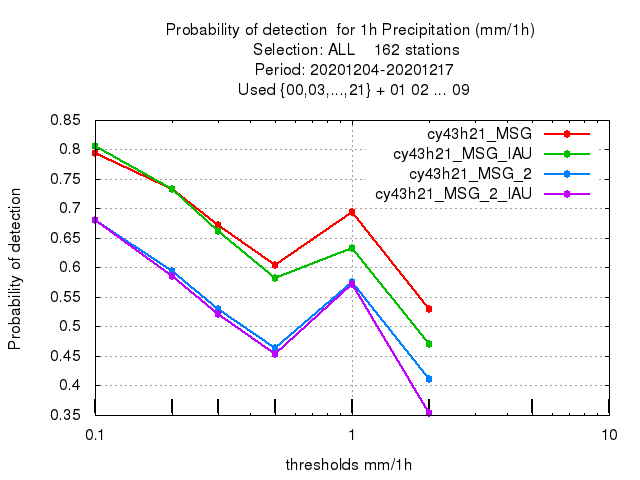 Probability of detection  for 1h Precipitation (mm/1h)
Selection: ALL    162 stations
Period: 20201204-20201217
Used {00,03,...,21} + 01 02 ... 09
cy43h21_MSG
cy43h21_MSG_IAU
cy43h21_MSG_2
cy43h21_MSG_2_IAU
Probability of detection
0.85
0.8
0.75
0.7
0.65
0.6
0.55
0.5
0.45
0.4
0.35
0.1 1 10
thresholds mm/1h